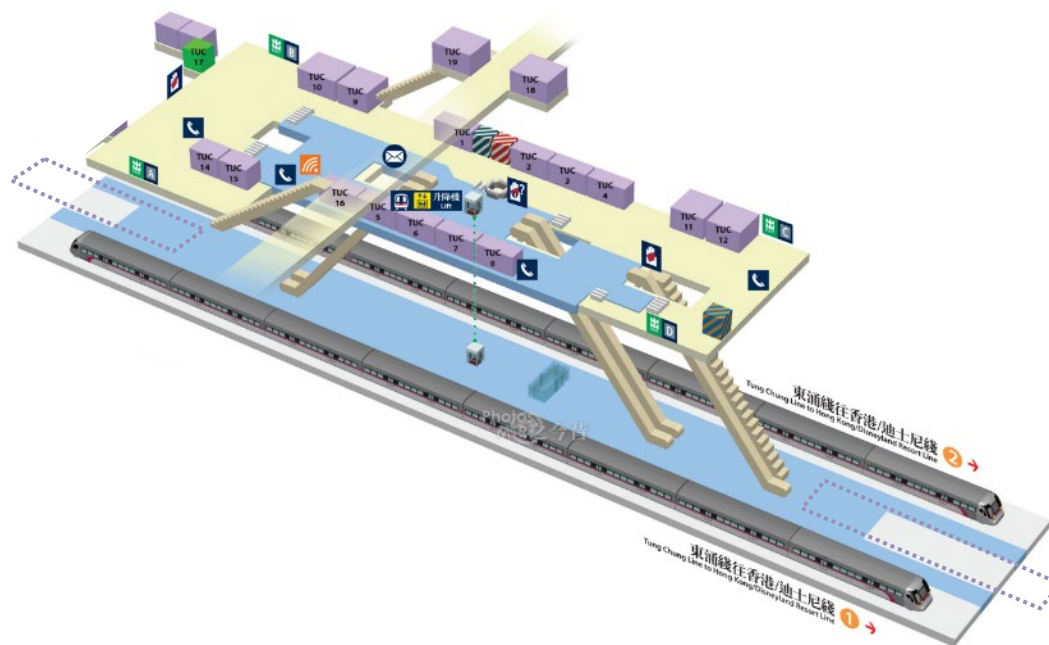 TUC 17
B
TUC 19
TUC 18
TUC 10
TUC 9
TUC 1
TUC 2
TUC 3
TUC 4
TUC 14
TUC 15
A
TUC 16
TUC 5
TUC 6
TUC 7
TUC 8
升降機
Lift
?
TUC 11
TUC 12
C
D
Photos
今昔
東涌綫往香港/迪士尼綫 2
Tung Chung Line to Hong Kong/Disneyland Resort Line
東涌綫往香港/迪士尼綫 1
Tung Chung Line to Hong Kong/Disneyland Resort Line